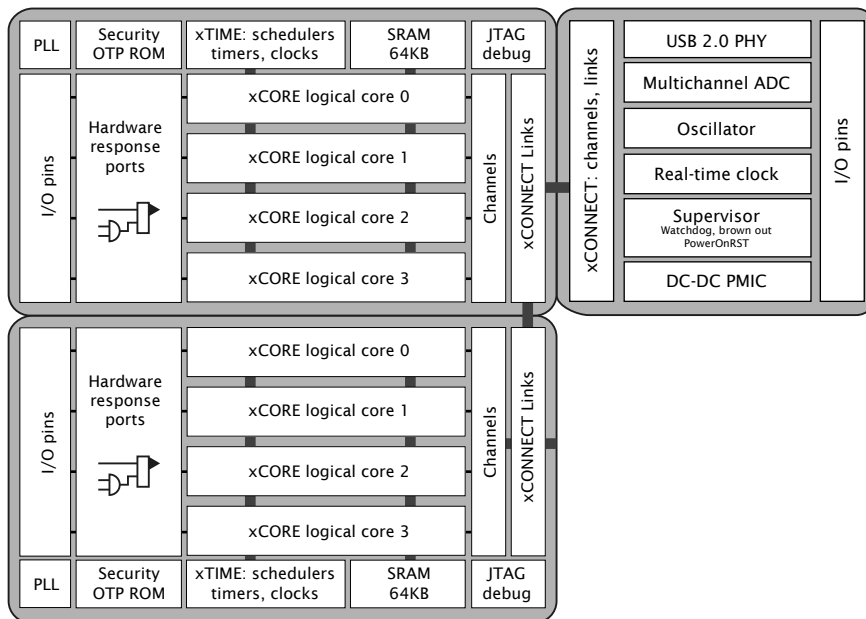 PLL
Security
OTP ROM
xTIME: schedulers
timers, clocks
SRAM
64KB
JTAG
debug
I/O pins
Hardware
response
ports
xCORE logical core 0
xCORE logical core 1
xCORE logical core 2
xCORE logical core 3
Channels
xCONNECT Links
xCONNECT: channels, links
USB 2.0 PHY
Multichannel ADC
Oscillator
Real-time clock
Supervisor
Watchdog, brown out
PowerOnRST
DC-DC PMIC
I/O pins
I/O pins
Hardware
response
ports
xCORE logical core 0
xCORE logical core 1
xCORE logical core 2
xCORE logical core 3
Channels
xCONNECT Links
PLL
Security
OTP ROM
xTIME: schedulers
timers, clocks
SRAM
64KB
JTAG
debug